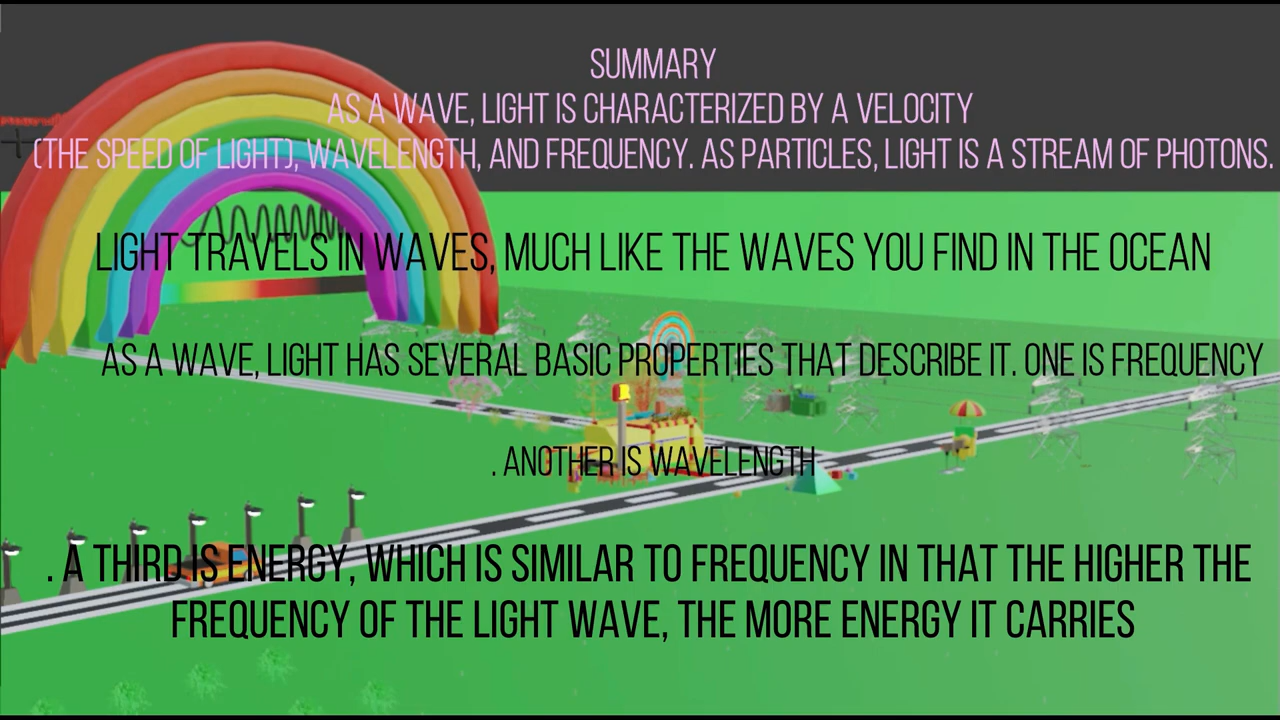 SUMMARY
AS A WAVE, LIGHT IS CHARACTERIZED BY A VELOCITY
(THE SPEED OF LIGHT), WAVELENGTH, AND FREQUENCY. AS PARTICLES, LIGHT IS A STREAM OF PHOTONS.
LIGHT TRAVELS IN WAVES, MUCH LIKE THE WAVES YOU FIND IN THE OCEAN
AS A WAVE, LIGHT HAS SEVERAL BASIC PROPERTIES THAT DESCRIBE IT. ONE IS FREQUENCY
. ANOTHER IS WAVELENGTH
. A THIRD IS ENERGY, WHICH IS SIMILAR TO FREQUENCY IN THAT THE HIGHER THE
FREQUENCY OF THE LIGHT WAVE, THE MORE ENERGY IT CARRIES